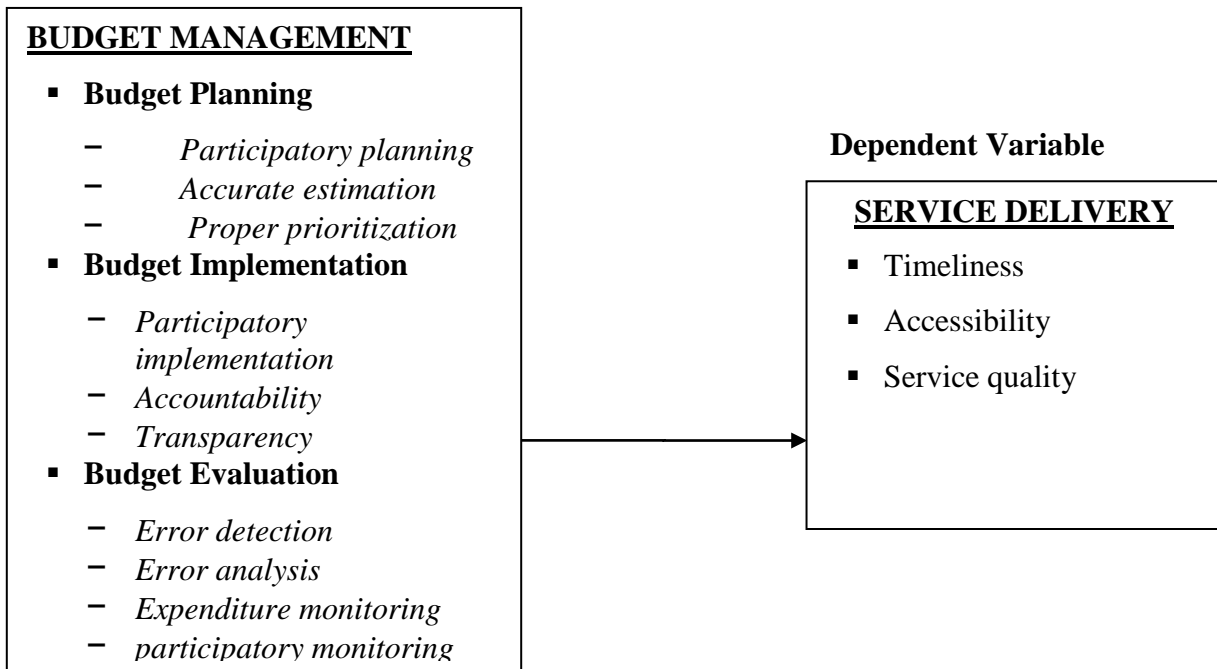 BUDGET MANAGEMENT
▪ Budget Planning
− Participatory planning
− Accurate estimation
− Proper prioritization
▪ Budget Implementation
− Participatory
implementation
− Accountability
− Transparency
▪ Budget Evaluation
− Error detection
− Error analysis
− Expenditure monitoring
− participatory monitoring
Dependent Variable
SERVICE DELIVERY
▪ Timeliness
▪ Accessibility
▪ Service quality